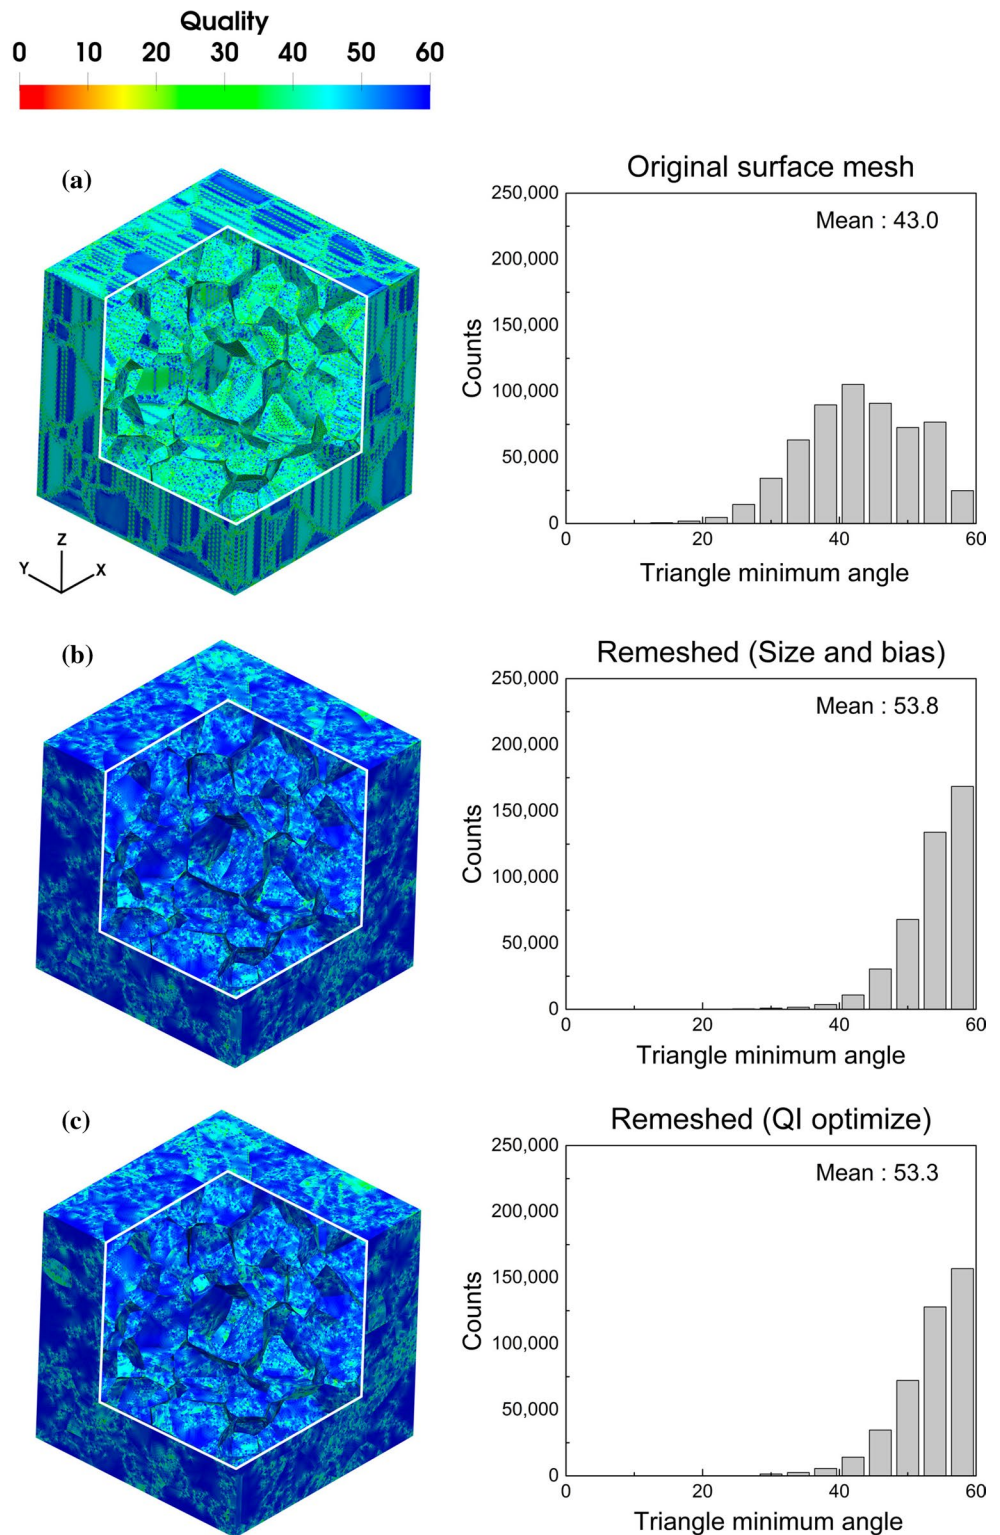 Quality
0 10 20 30 40 50 60
(a)
Original surface mesh
Mean : 43.0
250,000
200,000
150,000
100,000
50,000
0
Counts
0 20 40 60
Triangle minimum angle
Z
Y
X
(b)
Remeshed (Size and bias)
Mean : 53.8
250,000
200,000
150,000
100,000
50,000
0
Counts
0 20 40 60
Triangle minimum angle
(c)
Remeshed (QI optimize)
Mean : 53.3
250,000
200,000
150,000
100,000
50,000
0
Counts
0 20 40 60
Triangle minimum angle